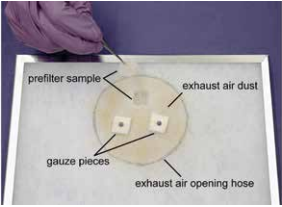 prefilter sample
exhaust air dust
gauze pieces
exhaust air opening hose